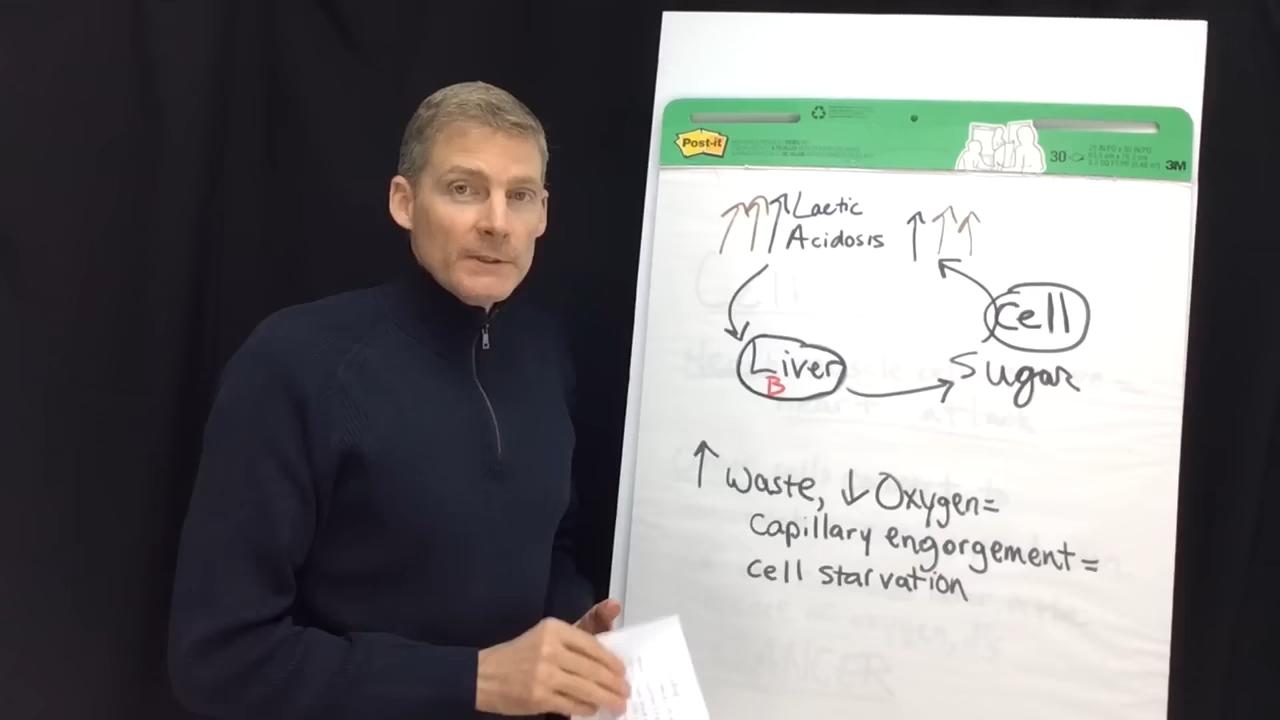 Post-it
30
3M
↑↑↑ Lactic
Acidosis ↑↑↑
cell
Liver
B
Sugar
↑ Waste, ↓ Oxygen=
Capillary engorgement =
cell starvation